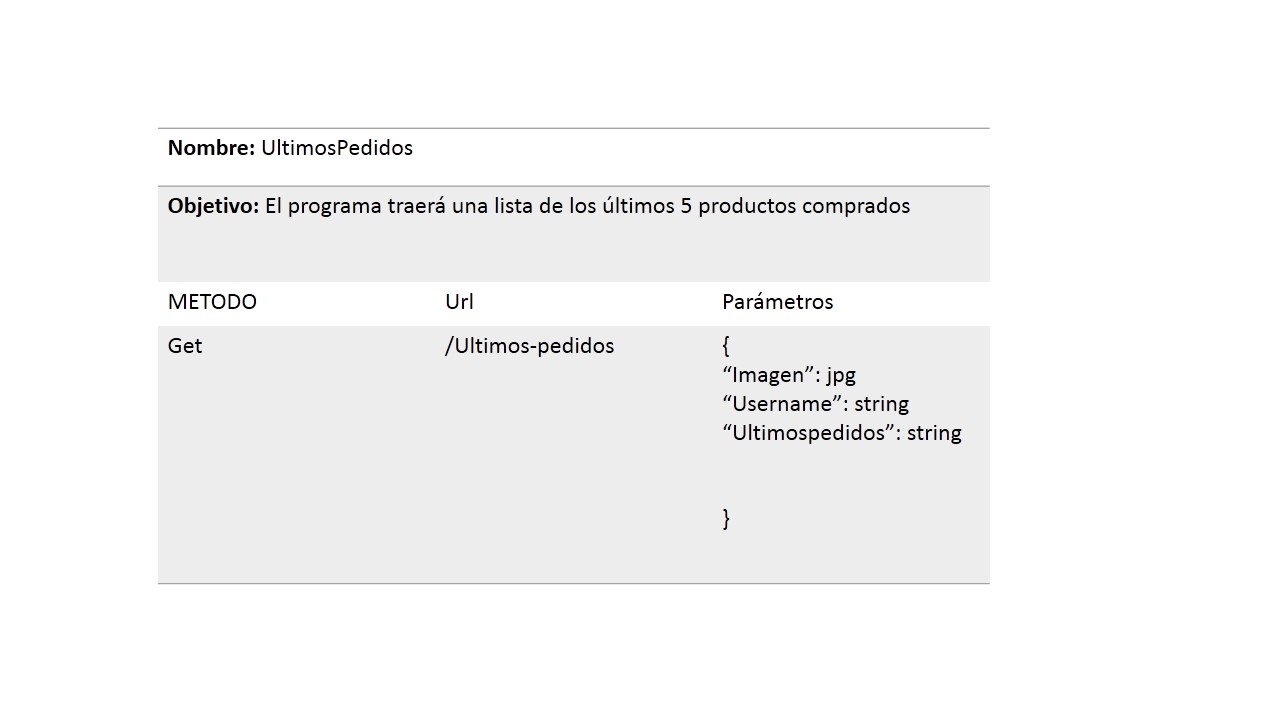 Nombre: UltimosPedidos
Objetivo: El programa traerá una lista de los últimos 5 productos comprados
METODO Url Parámetros
Get /Ultimos-pedidos {
“Imagen”: jpg
“Username”: string
“Ultimospedidos”: string
}